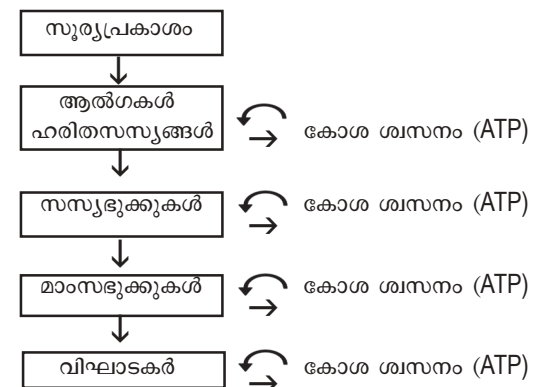 സൂര്യപ്രകാശം
ആൽഗകൾ
ഹരിതസസ്യങ്ങൾ
കോശ ശ്വസനം (ATP)
സസ്യഭുക്കുകൾ
കോശ ശ്വസനം (ATP)
മാംസഭുക്കുകൾ
കോശ ശ്വസനം (ATP)
വിഘാടകർ
കോശ ശ്വസനം (ATP)